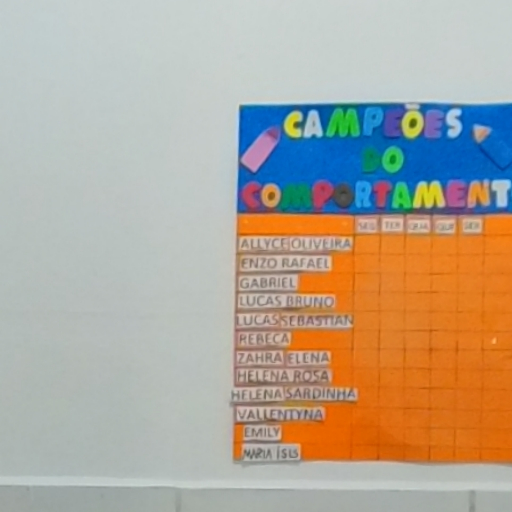 CAMPEÕES
DO
COMPORTAMENT
SEG TER QUA QUI SEX
ALLYCE OLIVEIRA
ENZO RAFAEL
GABRIEL
LUCAS BRUNO
LUCAS SEBASTIAN
REBECA
ZAHRA ELENA
HELENA ROSA
HELENA SARDINHA
VALLENTYNA
EMILY
MARIA ÍSIS